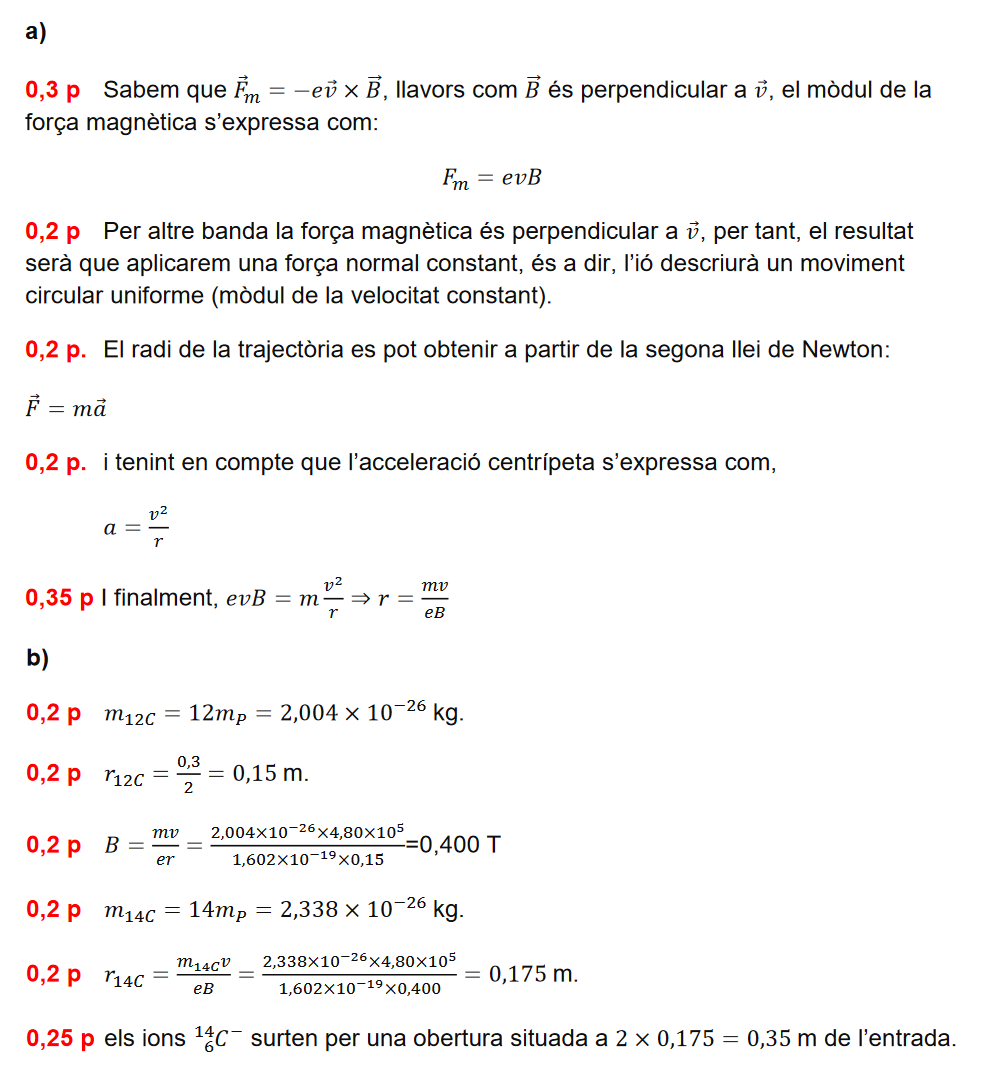 a)
0,3 p Sabem que $\vec{F}_m = -e\vec{v} \times \vec{B}$, llavors com $\vec{B}$ és perpendicular a $\vec{v}$, el mòdul de la
força magnètica s’expressa com:
$F_m = evB$
0,2 p Per altre banda la força magnètica és perpendicular a $\vec{v}$, per tant, el resultat
serà que aplicarem una força normal constant, és a dir, l’ió descriurà un moviment
circular uniforme (mòdul de la velocitat constant).
0,2 p. El radi de la trajectòria es pot obtenir a partir de la segona llei de Newton:
$\vec{F} = m\vec{a}$
0,2 p. i tenint en compte que l’acceleració centrípeta s’expressa com,
$a = \frac{v^2}{r}$
0,35 p I finalment, $evB = m\frac{v^2}{r} \Rightarrow r = \frac{mv}{eB}$
b)
0,2 p $m_{12C} = 12m_P = 2,004 \times 10^{-26}$ kg.
0,2 p $r_{12C} = \frac{0,3}{2} = 0,15$ m.
0,2 p $B = \frac{mv}{er} = \frac{2,004\times10^{-26}\times4,80\times10^5}{1,602\times10^{-19}\times0,15}$=0,400 T
0,2 p $m_{14C} = 14m_P = 2,338 \times 10^{-26}$ kg.
0,2 p $r_{14C} = \frac{m_{14C}v}{eB} = \frac{2,338\times10^{-26}\times4,80\times10^5}{1,602\times10^{-19}\times0,400} = 0,175$ m.
0,25 p els ions $^{14}_{6}C^-$ surten per una obertura situada a $2 \times 0,175 = 0,35$ m de l’entrada.